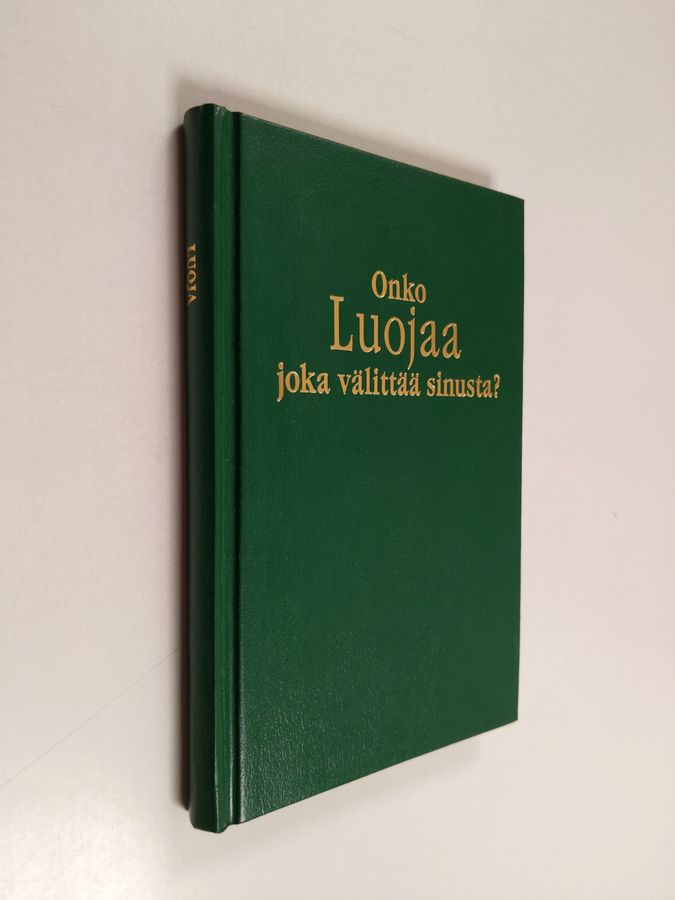 LUOJA
Onko
Luojaa
joka välittää sinusta?